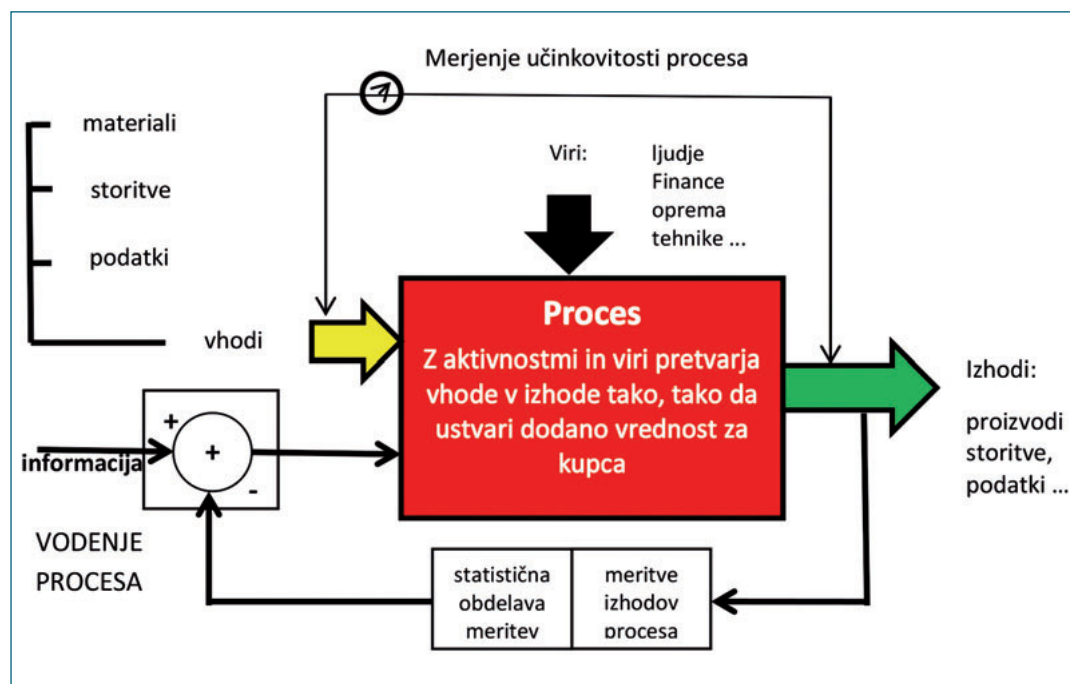 Merjenje učinkovitosti procesa
materiali
storitve
podatki
vhodi
Viri:
ljudje
Finance
oprema
tehnike ...
Proces
Z aktivnostmi in viri pretvarja
vhode v izhode tako, tako da
ustvari dodano vrednost za
kupca
Izhodi:
proizvodi
storitve,
podatki ...
+
+
-
informacija
VODENJE
PROCESA
statistična
obdelava
meritev
meritve
izhodov
procesa